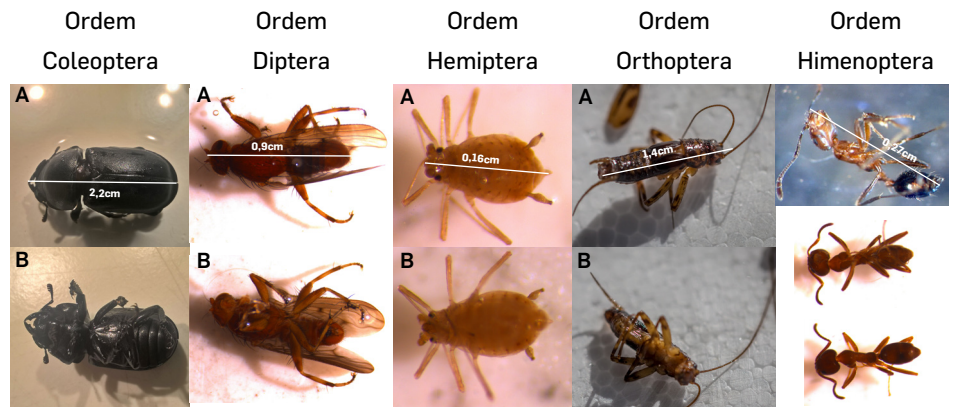 Ordem
Coleoptera
Ordem
Diptera
Ordem
Hemiptera
Ordem
Orthoptera
Ordem
Himenoptera
A
2,2cm
A
0,9cm
A
0,16cm
A
1,4cm
0,27cm
B
B
B
B